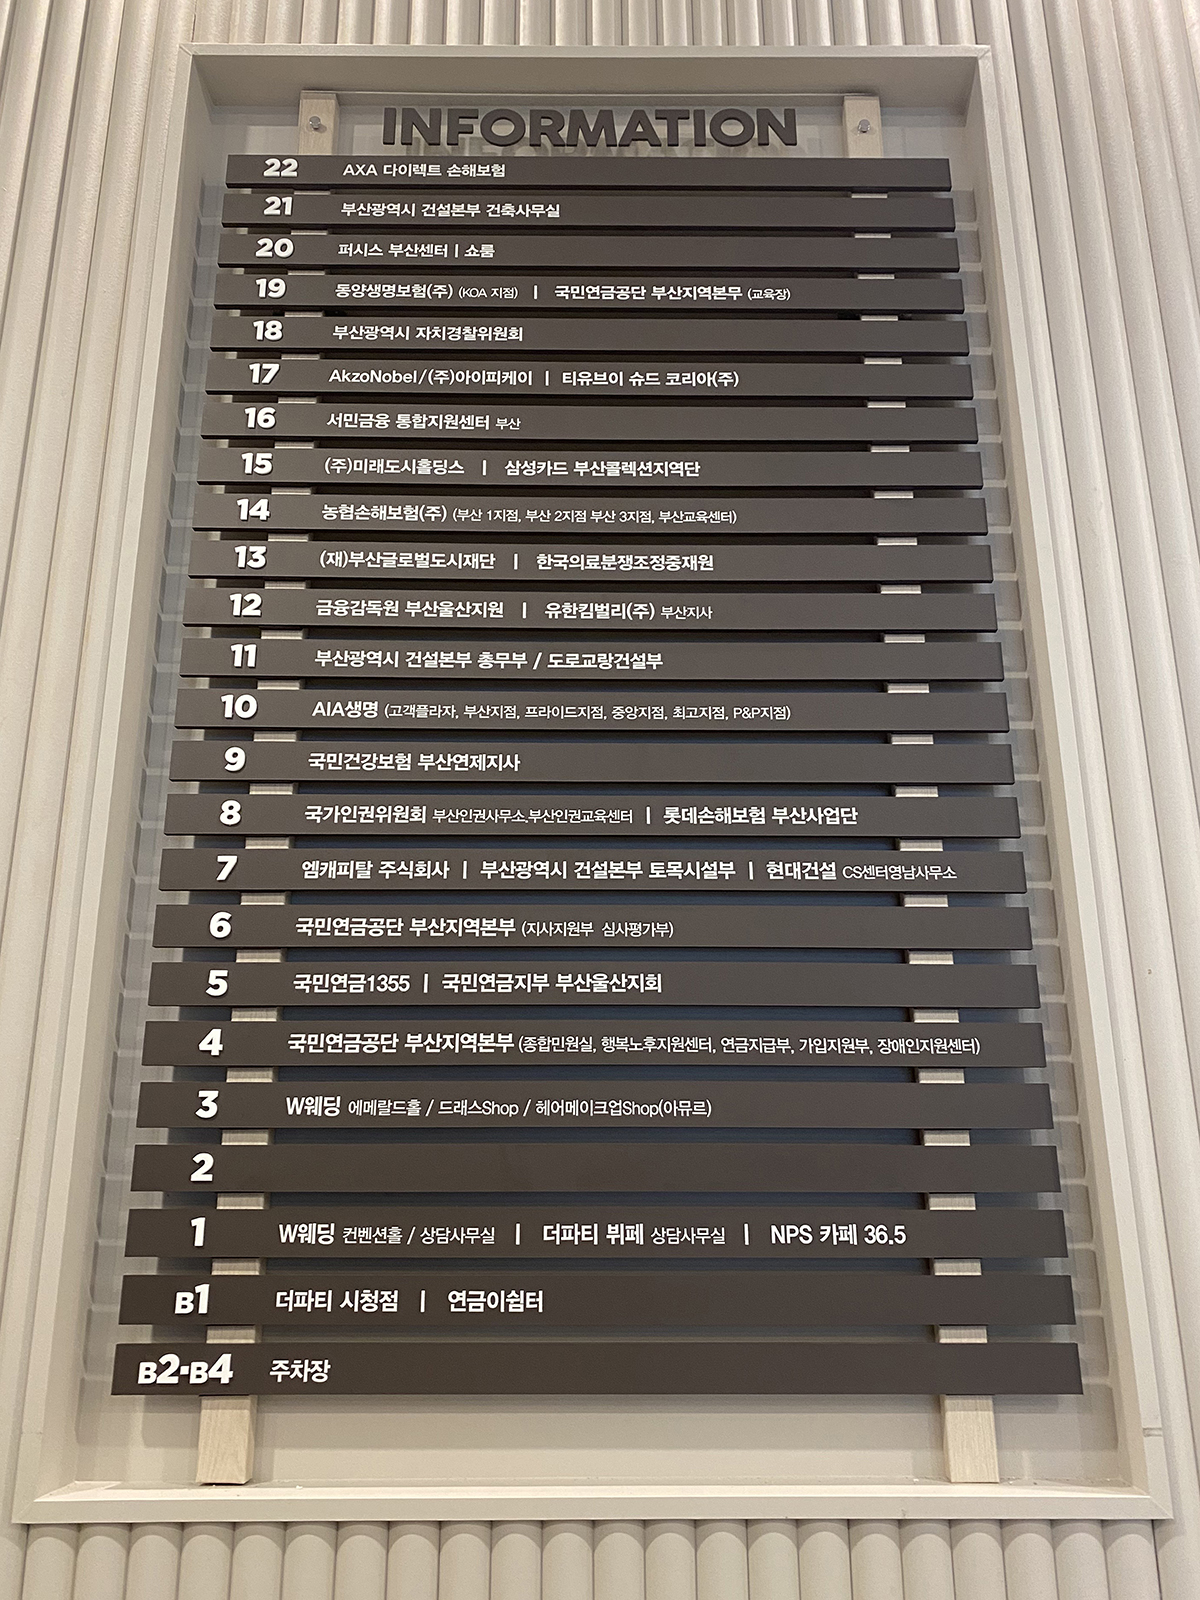 INFORMATION
22 AXA 다이렉트 손해보험
21 부산광역시 건설본부 건축사무실
20 퍼시스 부산센터 | 쇼룸
19 동양생명보험(주) (KOA 지점) | 국민연금공단 부산지역본무 (교육장)
18 부산광역시 자치경찰위원회
17 AkzoNobel/(주)아이피케이 | 티유브이 슈드 코리아(주)
16 서민금융 통합지원센터 부산
15 (주)미래도시홀딩스 | 삼성카드 부산콜렉션지역단
14 농협손해보험(주) (부산 1지점, 부산 2지점 부산 3지점, 부산교육센터)
13 (재)부산글로벌도시재단 | 한국의료분쟁조정중재원
12 금융감독원 부산울산지원 | 유한킴벌리(주) 부산지사
11 부산광역시 건설본부 총무부 / 도로교량건설부
10 AIA생명 (고객플라자, 부산지점, 프라이드지점, 중앙지점, 최고지점, P&P지점)
9 국민건강보험 부산연제지사
8 국가인권위원회 부산인권사무소.부산인권교육센터 | 롯데손해보험 부산사업단
7 엠캐피탈 주식회사 | 부산광역시 건설본부 토목시설부 | 현대건설 CS센터영남사무소
6 국민연금공단 부산지역본부 (지사지원부 심사평가부)
5 국민연금1355 | 국민연금지부 부산울산지회
4 국민연금공단 부산지역본부 (종합민원실, 행복노후지원센터, 연금지급부, 가입지원부, 장애인지원센터)
3 W웨딩 에메랄드홀 / 드래스Shop / 헤어메이크업Shop(아뮤르)
2
1 W웨딩 컨벤션홀 / 상담사무실 | 더파티 뷔페 상담사무실 | NPS 카페 36.5
B1 더파티 시청점 | 연금이쉼터
B2·B4 주차장